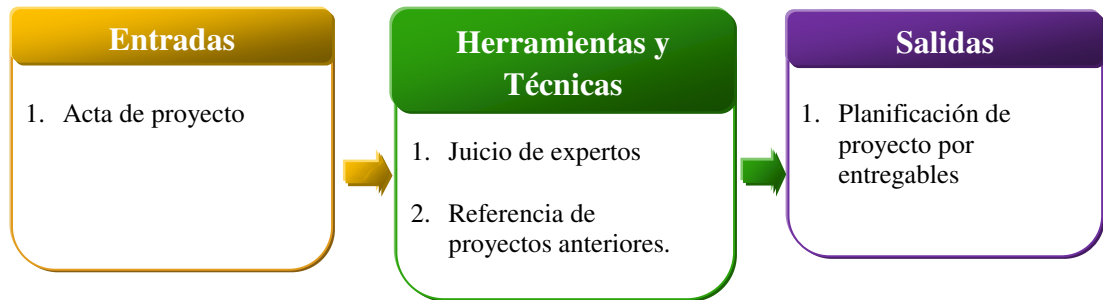 Entradas
1. Acta de proyecto
Herramientas y
Técnicas
1. Juicio de expertos
2. Referencia de
proyectos anteriores.
Salidas
1. Planificación de
proyecto por
entregables